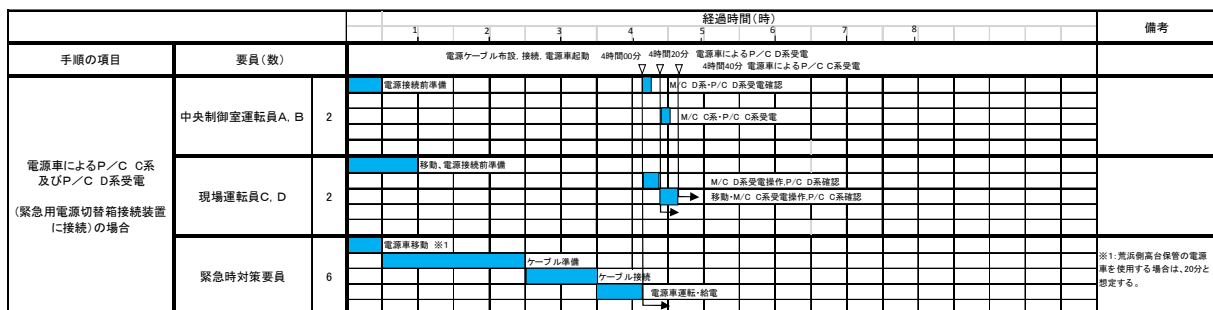 経過時間(時)
備考
1 2 3 4 5 6 7 8
手順の項目
要員(数)
電源ケーブル布設,接続,電源車起動 4時間00分
4時間20分 電源車によるP/C D系受電
4時間40分 電源車によるP/C C系受電
電源車によるP/C C系
及びP/C D系受電
(緊急用電源切替箱接続装置
に接続)の場合
中央制御室運転員A,B
2
電源接続前準備
M/C D系・P/C D系受電確認
M/C C系・P/C C系受電
現場運転員C,D
2
移動、電源接続前準備
M/C D系受電操作,P/C D系確認
移動・M/C C系受電操作,P/C C系確認
緊急時対策要員
6
電源車移動 ※1
ケーブル準備
ケーブル接続
電源車運転・給電
※1:荒浜側高台保管の電源
車を使用する場合は、20分と
想定する。